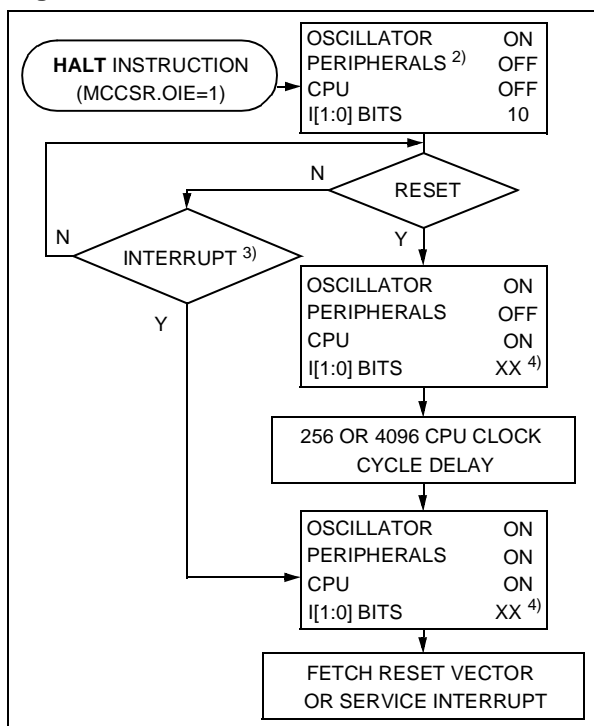 HALT INSTRUCTION
(MCCSR.OIE=1)
OSCILLATOR ON
PERIPHERALS 2) OFF
CPU OFF
I[1:0] BITS 10
N
RESET
N
INTERRUPT 3)
Y
Y
OSCILLATOR ON
PERIPHERALS OFF
CPU ON
I[1:0] BITS XX 4)
256 OR 4096 CPU CLOCK
CYCLE DELAY
OSCILLATOR ON
PERIPHERALS ON
CPU ON
I[1:0] BITS XX 4)
FETCH RESET VECTOR
OR SERVICE INTERRUPT